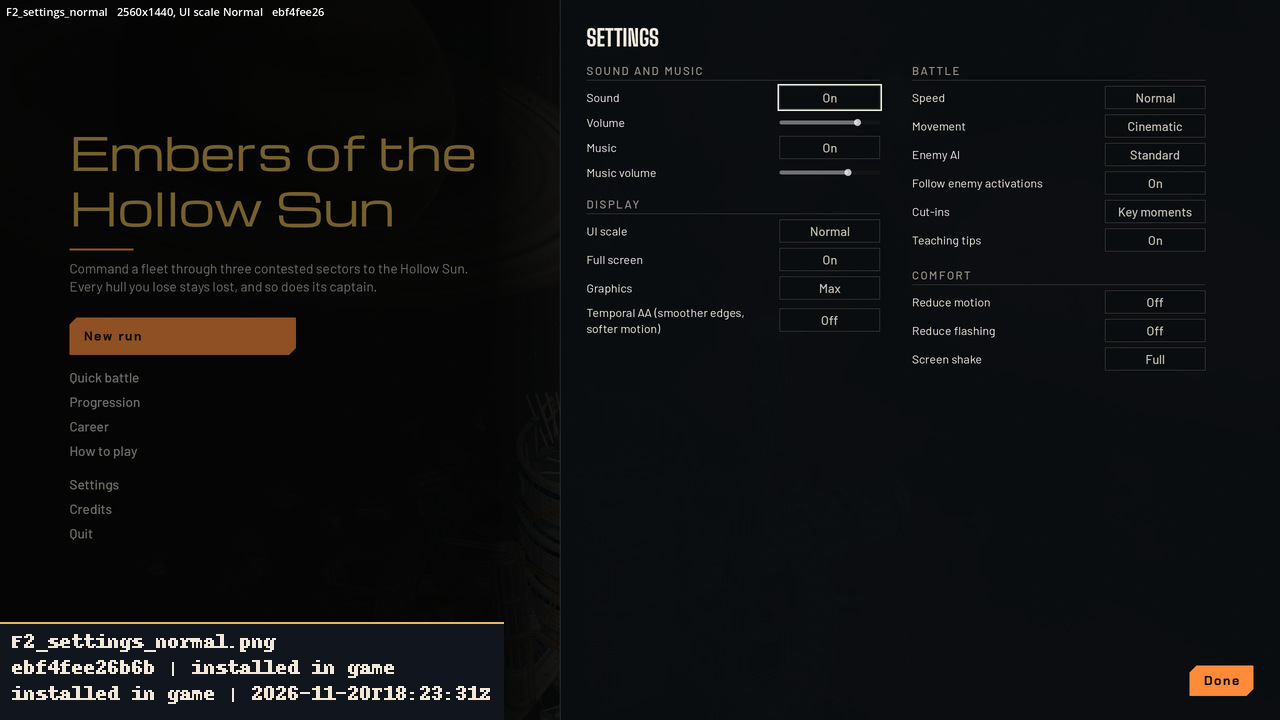 F2_settings_normal 2560x1440, UI scale Normal ebf4fee26
Embers of the
Hollow Sun
Command a fleet through three contested sectors to the Hollow Sun.
Every hull you lose stays lost, and so does its captain.
New run
Quick battle
Progression
Career
How to play
Settings
Credits
Quit
SETTINGS
SOUND AND MUSIC
Sound On
Volume
Music On
Music volume
DISPLAY
UI scale Normal
Full screen On
Graphics Max
Temporal AA (smoother edges,
softer motion) Off
BATTLE
Speed Normal
Movement Cinematic
Enemy AI Standard
Follow enemy activations On
Cut-ins Key moments
Teaching tips On
COMFORT
Reduce motion Off
Reduce flashing Off
Screen shake Full
Done
F2_settings_normal.png
ebf4fee26b6b | installed in game
installed in game | 2026-11-20T18:23:31Z